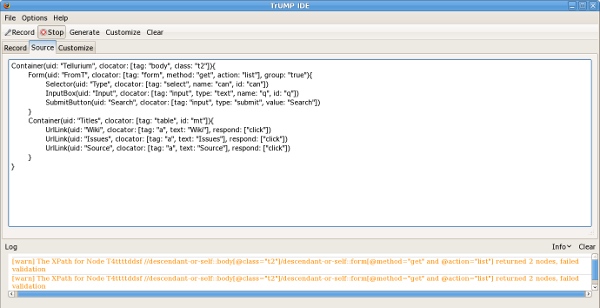 TrUMP IDE
File Options Help
Record Stop Generate Customize Clear
Record Source Customize
Container(uid: "Tellurium", clocator: [tag: "body", class: "t2"]){
Form(uid: "FromT", clocator: [tag: "form", method: "get", action: "list"], group: "true"){
Selector(uid: "Type", clocator: [tag: "select", name: "can", id: "can"])
InputBox(uid: "Input", clocator: [tag: "input", type: "text", name: "q", id: "q"])
SubmitButton(uid: "Search", clocator: [tag: "input", type: "submit", value: "Search"])
}
Container(uid: "Titles", clocator: [tag: "table", id: "mt"]){
UrlLink(uid: "Wiki", clocator: [tag: "a", text: "Wiki"], respond: ["click"])
UrlLink(uid: "Issues", clocator: [tag: "a", text: "Issues"], respond: ["click"])
UrlLink(uid: "Source", clocator: [tag: "a", text: "Source"], respond: ["click"])
}
}
Log Info Clear
[warn] The XPath for Node //descendant-or-self::body[@class="t2"]/descendant-or-self::form[@method="get" and @action="list"] returned 2 nodes, failed
validation
[warn] The XPath for Node //descendant-or-self::body[@class="t2"]/descendant-or-self::form[@method="get" and @action="list"] returned 2 nodes, failed
validation